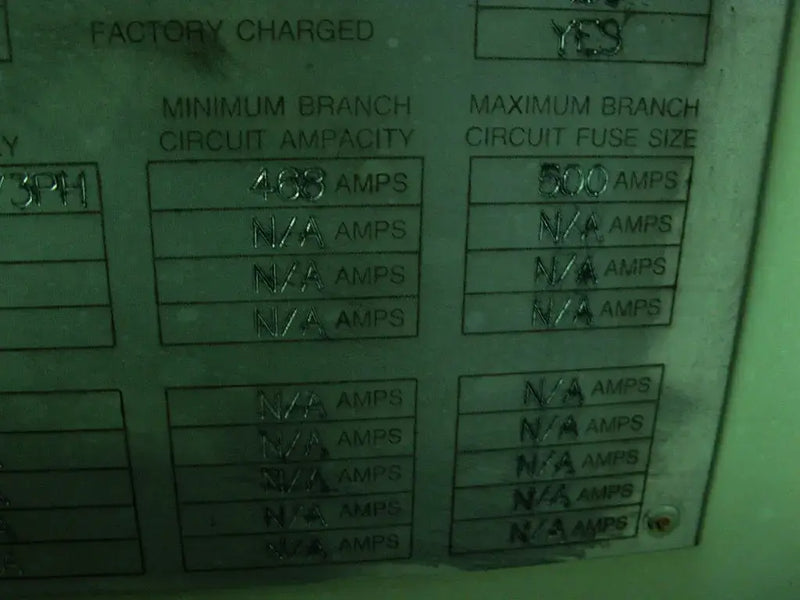 FACTORY CHARGED YES
MINIMUM BRANCH MAXIMUM BRANCH
CIRCUIT AMPACITY CIRCUIT FUSE SIZE
/3PH 468 AMPS 500 AMPS
N/A AMPS N/A AMPS
N/A AMPS N/A AMPS
N/A AMPS N/A AMPS
N/A AMPS N/A AMPS
N/A AMPS N/A AMPS
N/A AMPS N/A AMPS
N/A AMPS N/A AMPS
N/A AMPS N/A AMPS